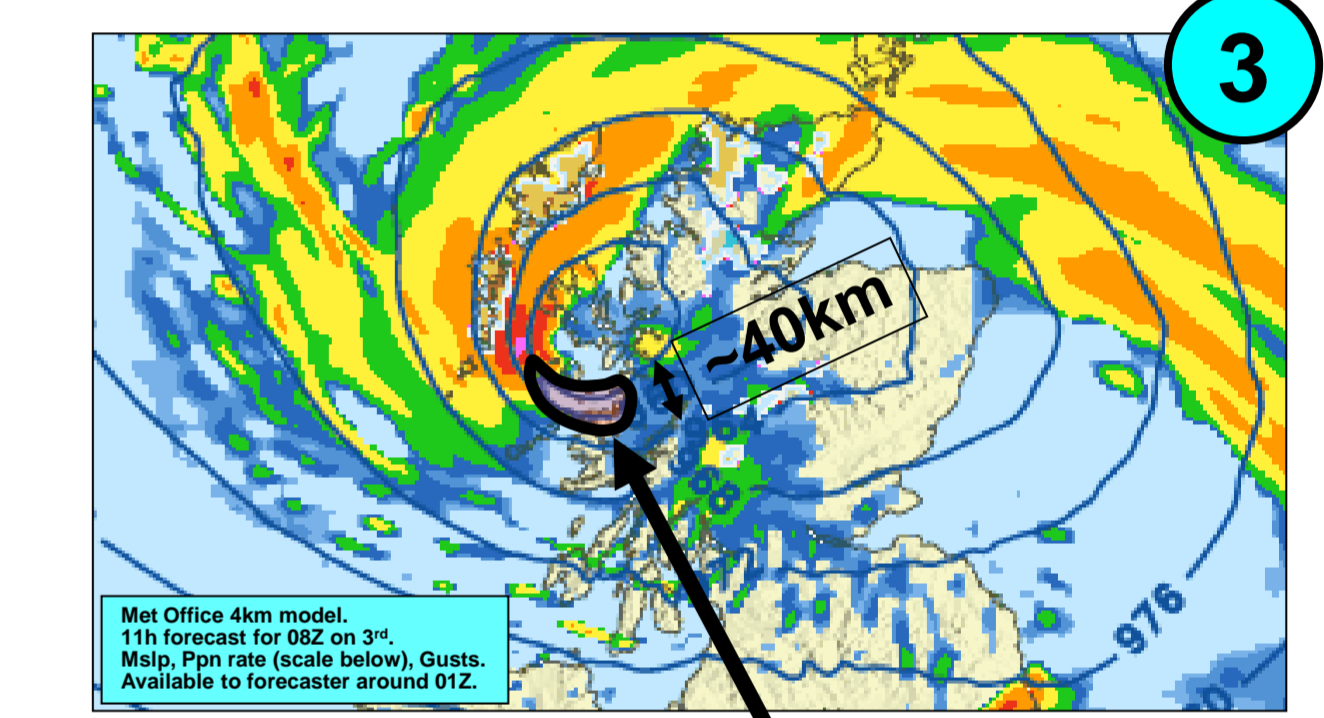 3
~40km
Met Office 4km model.
11h forecast for 08Z on 3rd.
Mslp, Ppn rate (scale below), Gusts.
Available to forecaster around 01Z.
976